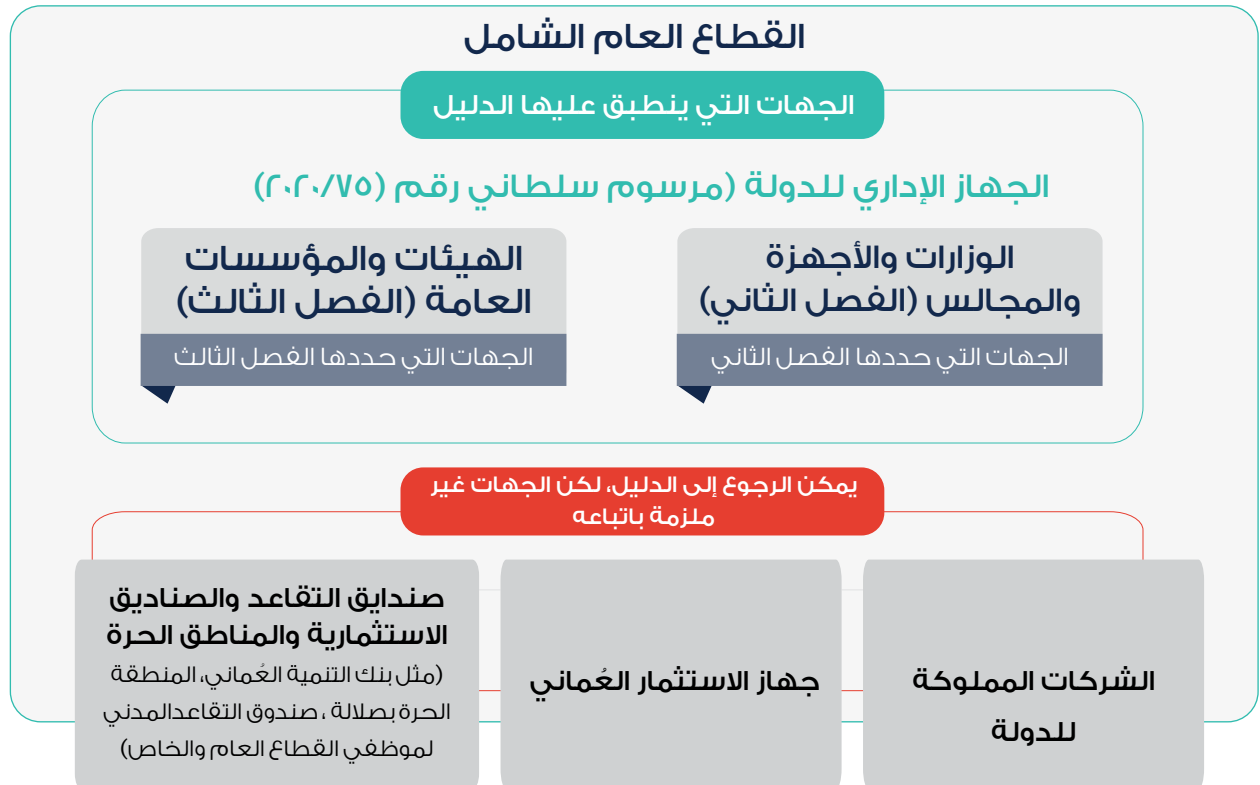 القطاع العام الشامل
الجهات التي ينطبق عليها الدليل
الجهاز الإداري للدولة (مرسوم سلطاني رقم (٢٠٢٠/٧٥)
الوزارات والأجهزة
والمجالس (الفصل الثاني)
الجهات التي حددها الفصل الثاني
الهيئات والمؤسسات
العامة (الفصل الثالث)
الجهات التي حددها الفصل الثالث
يمكن الرجوع إلى الدليل، لكن الجهات غير
ملزمة باتباعه
الشركات المملوكة
للدولة
جهاز الاستثمار العُماني
صندايق التقاعد والصناديق
الاستثمارية والمناطق الحرة
(مثل بنك التنمية العُماني، المنطقة
الحرة بصلالة ، صندوق التقاعدالمدني
لموظفي القطاع العام والخاص)